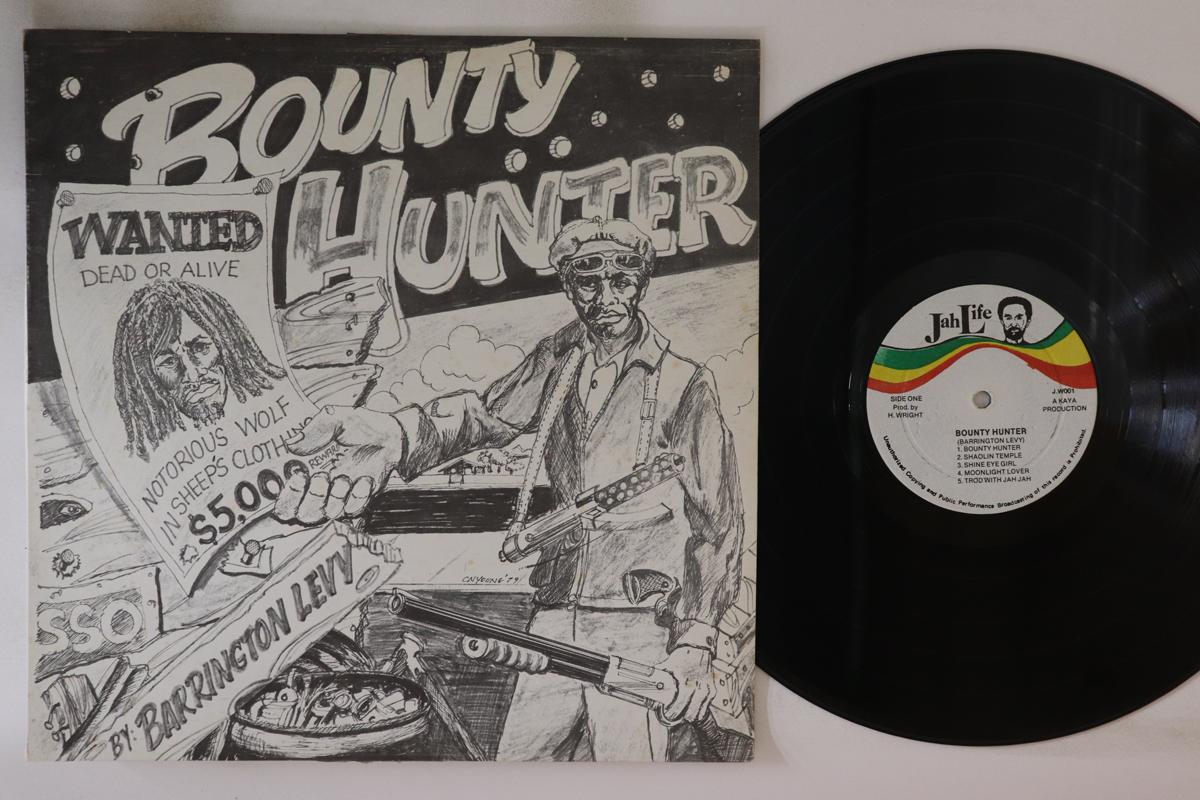 BOUNTY
HUNTER
WANTED
DEAD OR ALIVE
NOTORIOUS WOLF
IN SHEEP'S CLOTHING
$5,000
REWARD
SSO
BY: BARRINGTON LEVY
Jah Life
SIDE ONE
Prod. by
H. WRIGHT
J.W001
A KAYA
PRODUCTION
BOUNTY HUNTER
(BARRINGTON LEVY)
1. BOUNTY HUNTER
2. SHAOLIN TEMPLE
3. SHINE EYE GIRL
4. MOONLIGHT LOVER
5. TROD WITH JAH JAH
Unauthorized Copying and Public Performance Broadcasting of this record is Prohibited.